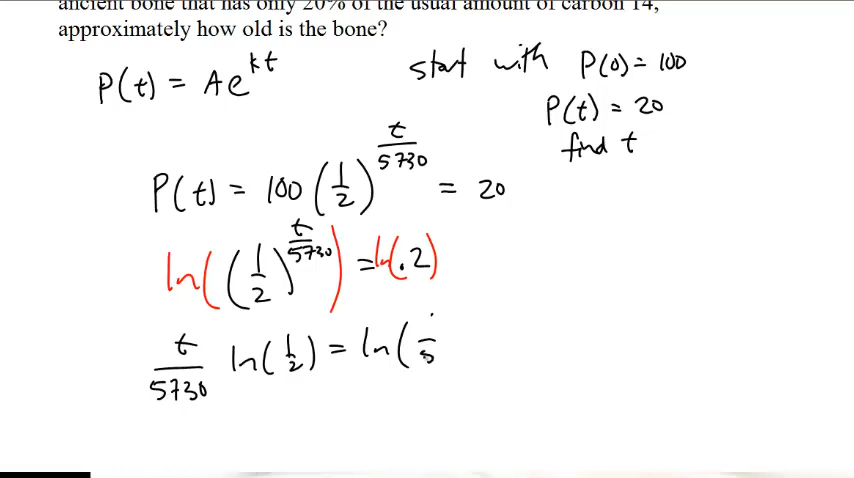 ancient bone that has only 20% of the usual amount of carbon 14,
approximately how old is the bone?
P(t) = Ae^{kt}
start with P(0) = 100
P(t) = 20
find t
P(t) = 100 (1/2)^{t/5730} = 20
ln((1/2)^{t/5730}) = ln(.2)
t/5730 ln(1/2) = ln(1/5